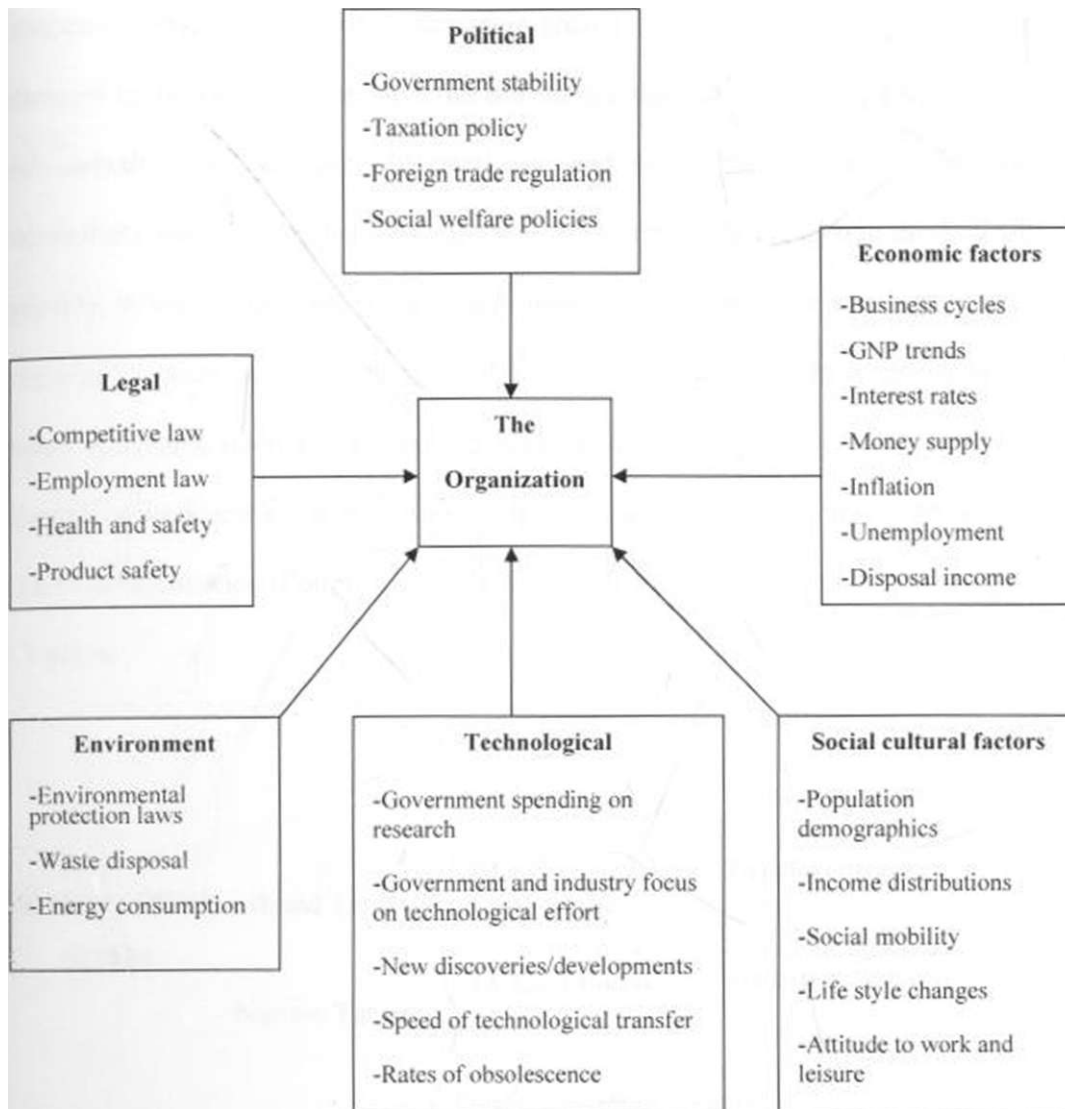 Political
-Government stability
-Taxation policy
-Foreign trade regulation
-Social welfare policies
Economic factors
-Business cycles
-GNP trends
-Interest rates
-Money supply
-Inflation
-Unemployment
-Disposal income
Legal
-Competitive law
-Employment law
-Health and safety
-Product safety
The
Organization
Environment
-Environmental
protection laws
-Waste disposal
-Energy consumption
Technological
-Government spending on
research
-Government and industry focus
on technological effort
-New discoveries/developments
-Speed of technological transfer
-Rates of obsolescence
Social cultural factors
-Population
demographics
-Income distributions
-Social mobility
-Life style changes
-Attitude to work and
leisure